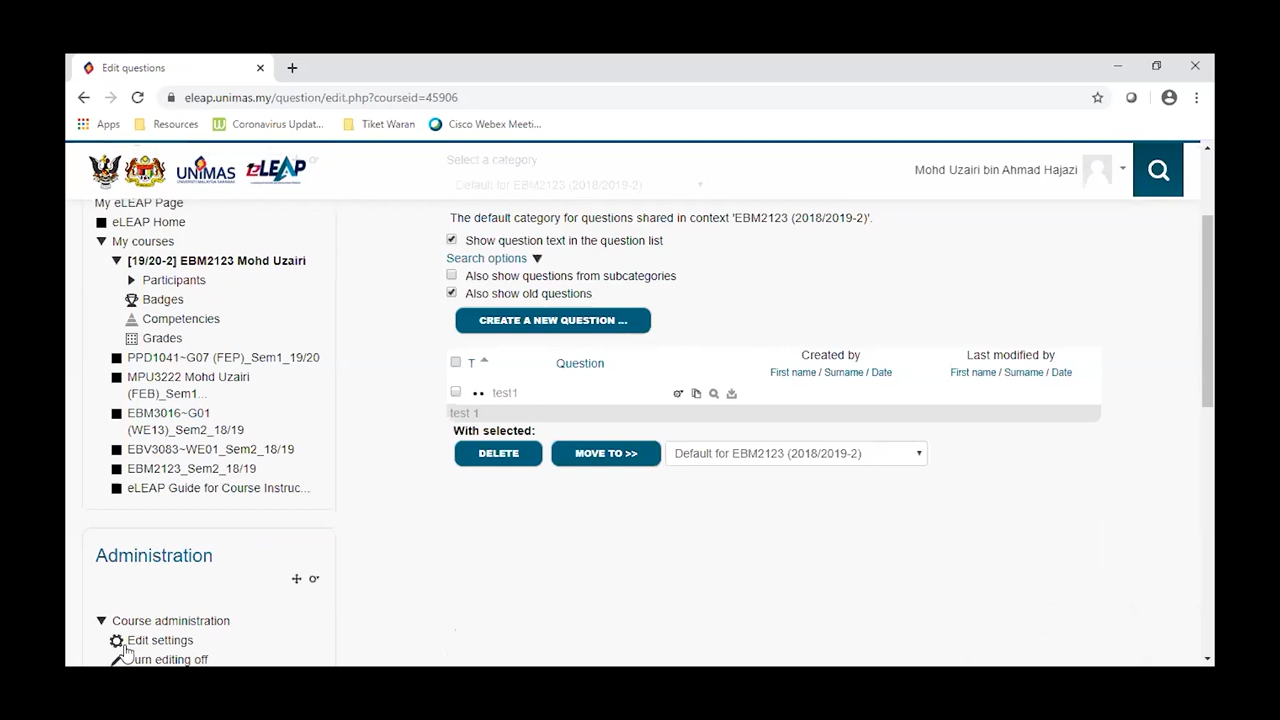 Edit questions
eleap.unimas.my/question/edit.php?courseid=45906
Apps Resources Coronavirus Updat... Tiket Waran Cisco Webex Meeti...
UNIMAS
eLEAP
Mohd Uzairi bin Ahmad Hajazi
Select a category
Default for EBM2123 (2018/2019-2)
My eLEAP Page
eLEAP Home
My courses
[19/20-2] EBM2123 Mohd Uzairi
Participants
Badges
Competencies
Grades
PPD1041~G07 (FEP)_Sem1_19/20
MPU3222 Mohd Uzairi
(FEB)_Sem1...
EBM3016~G01
(WE13)_Sem2_18/19
EBV3083~WE01_Sem2_18/19
EBM2123_Sem2_18/19
eLEAP Guide for Course Instruc...
Administration
Course administration
Edit settings
Turn editing off
The default category for questions shared in context 'EBM2123 (2018/2019-2)'.
Show question text in the question list
Search options
Also show questions from subcategories
Also show old questions
CREATE A NEW QUESTION ...
T Question Created by Last modified by
First name / Surname / Date First name / Surname / Date
test1
test 1
With selected:
DELETE MOVE TO >> Default for EBM2123 (2018/2019-2)